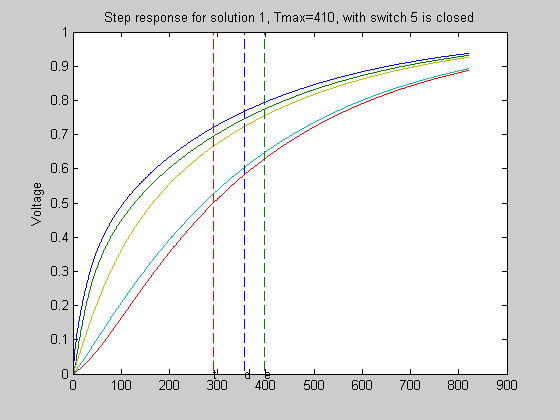 Step response for solution 1, Tmax=410, with switch 5 is closed
1
0.9
0.8
0.7
0.6
0.5
0.4
0.3
0.2
0.1
0
Voltage
t d e
0 100 200 300 400 500 600 700 800 900